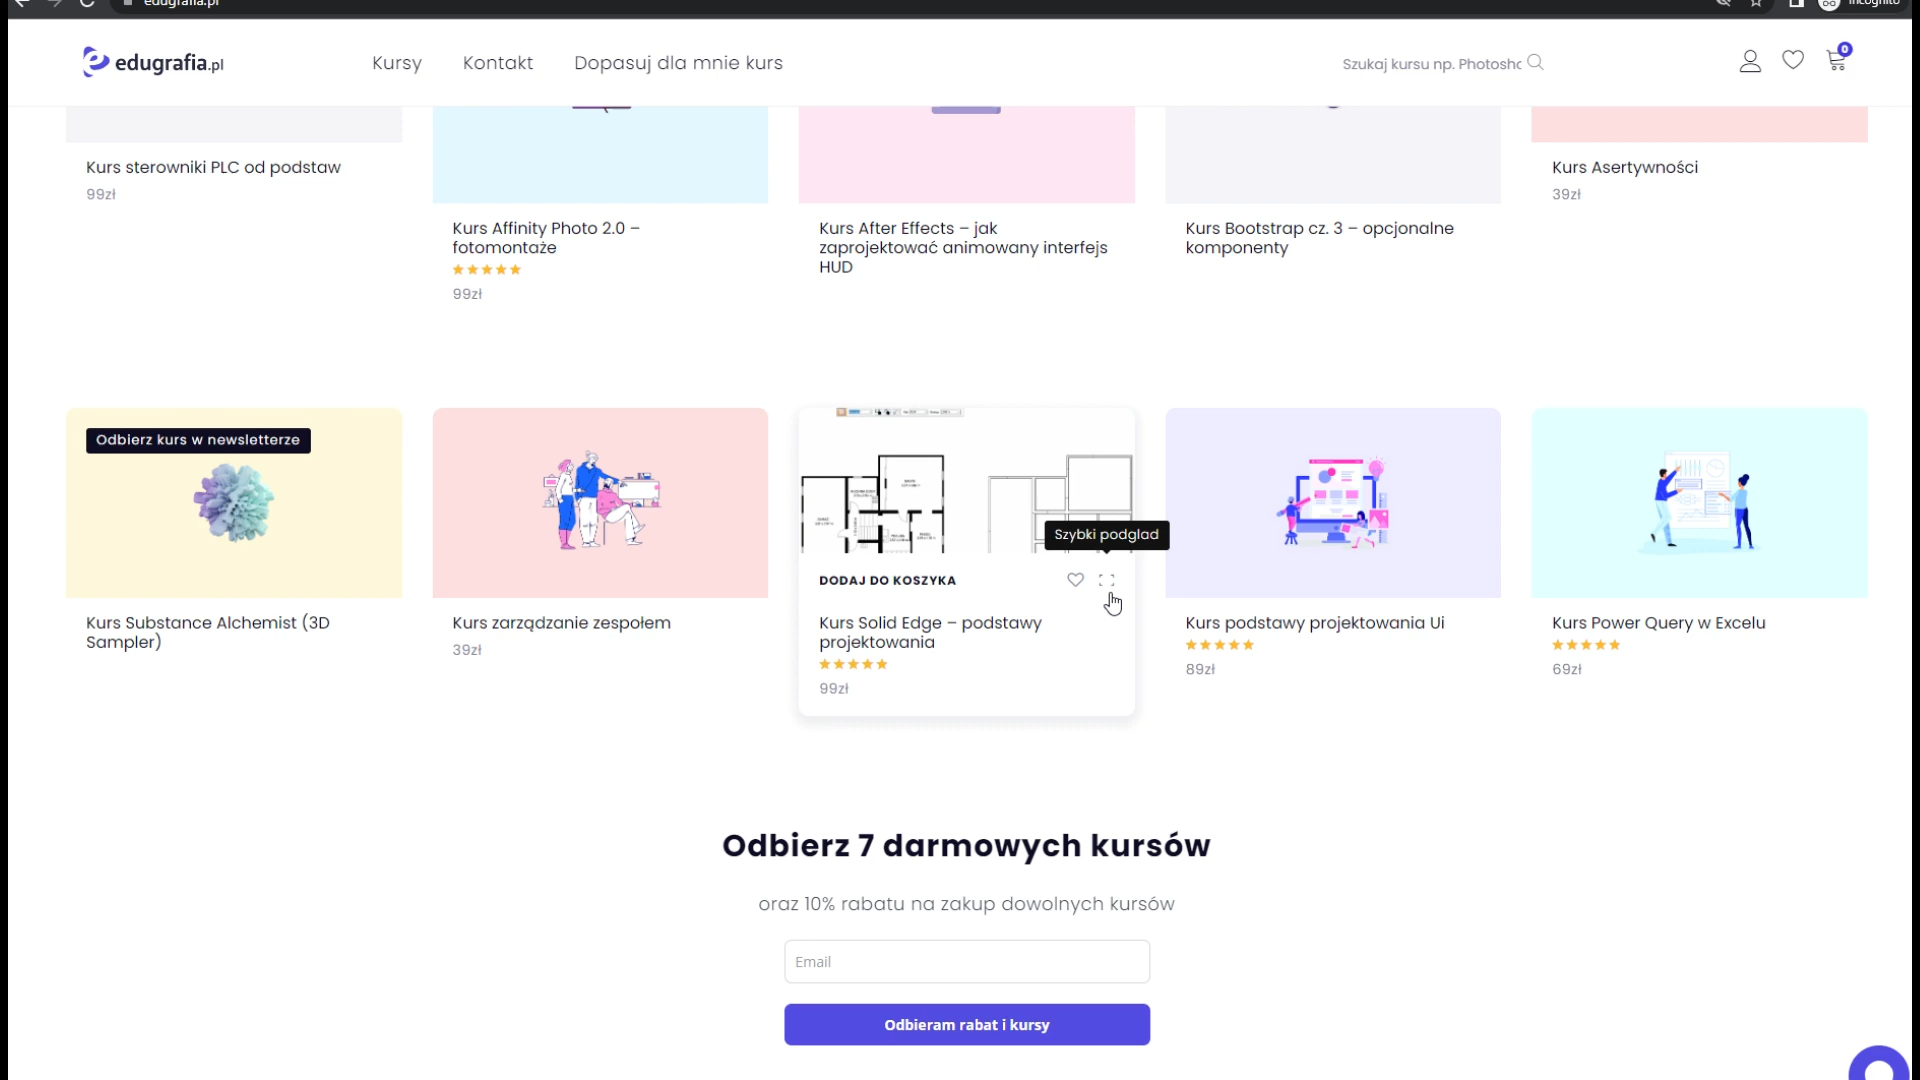 edugrafia.pl
Incognito
edugrafia.pl
Kursy
Kontakt
Dopasuj dla mnie kurs
Szukaj kursu np. Photosho
0
Kurs sterowniki PLC od podstaw
99zł
Kurs Affinity Photo 2.0 –
fotomontaże
99zł
Kurs After Effects – jak
zaprojektować animowany interfejs
HUD
Kurs Bootstrap cz. 3 – opcjonalne
komponenty
Kurs Asertywności
39zł
Odbierz kurs w newsletterze
Kurs Substance Alchemist (3D
Sampler)
Kurs zarządzanie zespołem
39zł
Szybki podglad
DODAJ DO KOSZYKA
Kurs Solid Edge – podstawy
projektowania
99zł
Kurs podstawy projektowania Ui
89zł
Kurs Power Query w Excelu
69zł
Odbierz 7 darmowych kursów
oraz 10% rabatu na zakup dowolnych kursów
Email
Odbieram rabat i kursy